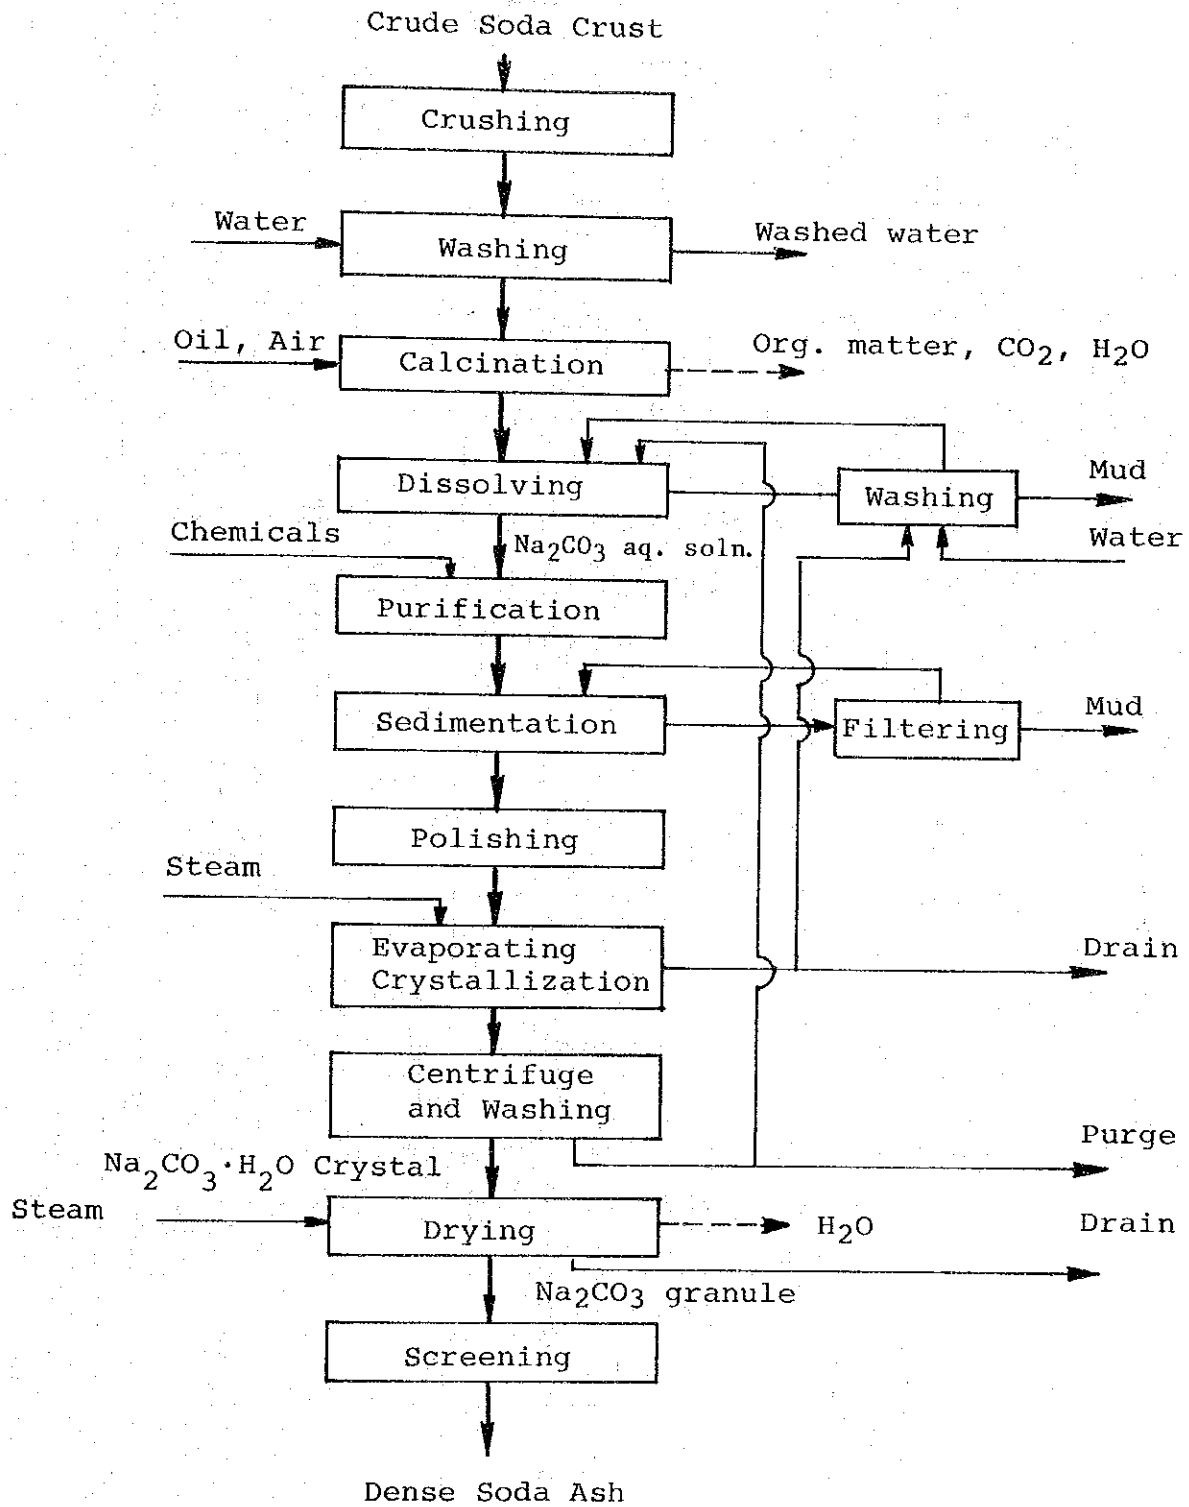 Crude Soda Crust
Crushing
Water
Washing
Washed water
Oil, Air
Calcination
Org. matter, CO₂, H₂O
Dissolving
Washing
Mud
Chemicals
Na₂CO₃ aq. soln.
Water
Purification
Sedimentation
Filtering
Mud
Polishing
Steam
Evaporating
Crystallization
Drain
Centrifuge
and Washing
Purge
Na₂CO₃·H₂O Crystal
Steam
Drying
H₂O
Drain
Na₂CO₃ granule
Screening
Dense Soda Ash